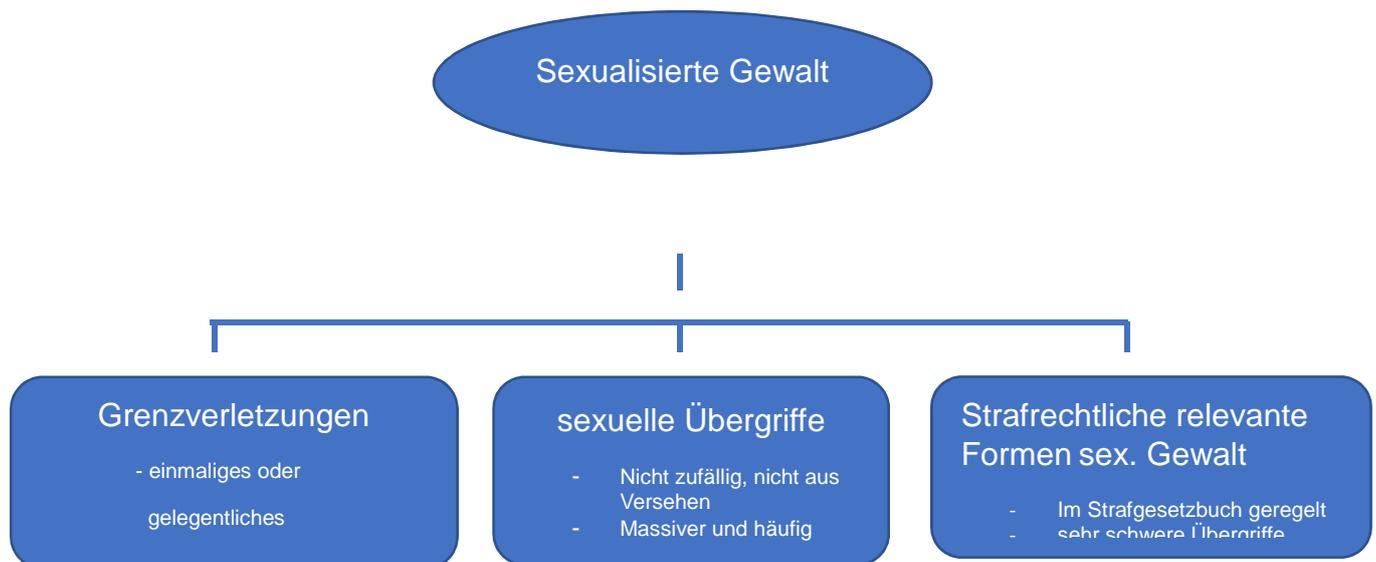 Sexualisierte Gewalt
Grenzverletzungen
- einmaliges oder
gelegentliches
sexuelle Übergriffe
- Nicht zufällig, nicht aus
Versehen
- Massiver und häufig
Strafrechtliche relevante
Formen sex. Gewalt
- Im Strafgesetzbuch geregelt
- sehr schwere Übergriffe